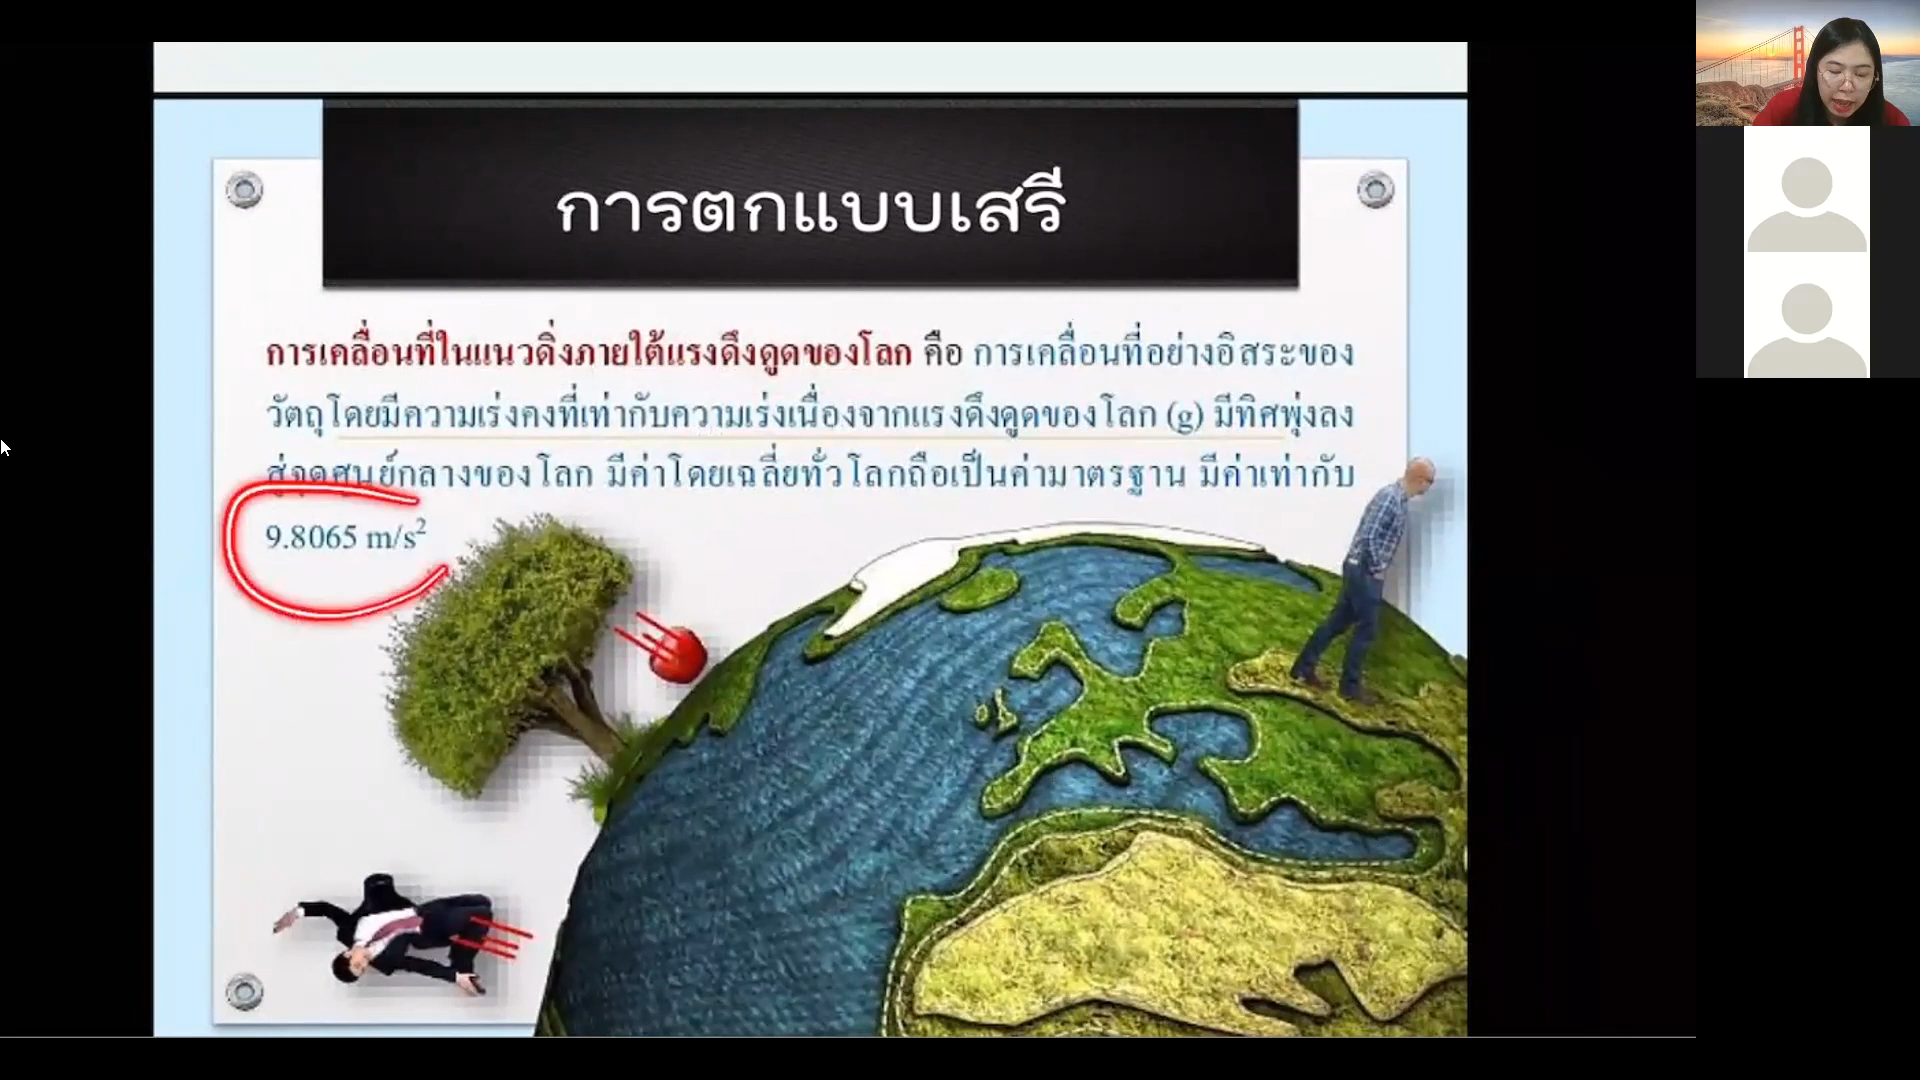 การตกแบบเสรี
การเคลื่อนที่ในแนวดิ่งภายใต้แรงดึงดูดของโลก คือ การเคลื่อนที่อย่างอิสระของ
วัตถุโดยมีความเร่งคงที่เท่ากับความเร่งเนื่องจากแรงดึงดูดของโลก (g) มีทิศพุ่งลง
สู่จุดศูนย์กลางของโลก มีค่าโดยเฉลี่ยทั่วโลกถือเป็นค่ามาตรฐาน มีค่าเท่ากับ
9.8065 m/s²